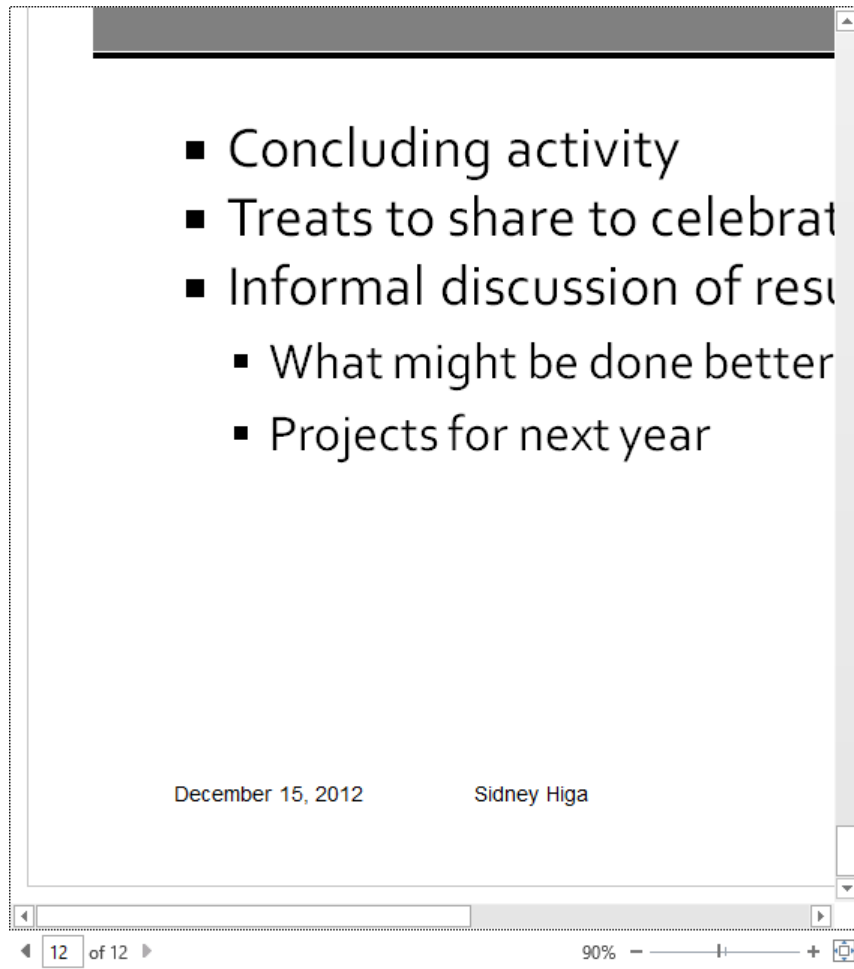 Concluding activity
Treats to share to celebrat
Informal discussion of resu
What might be done better
Projects for next year
December 15, 2012 Sidney Higa
12 of 12 90%